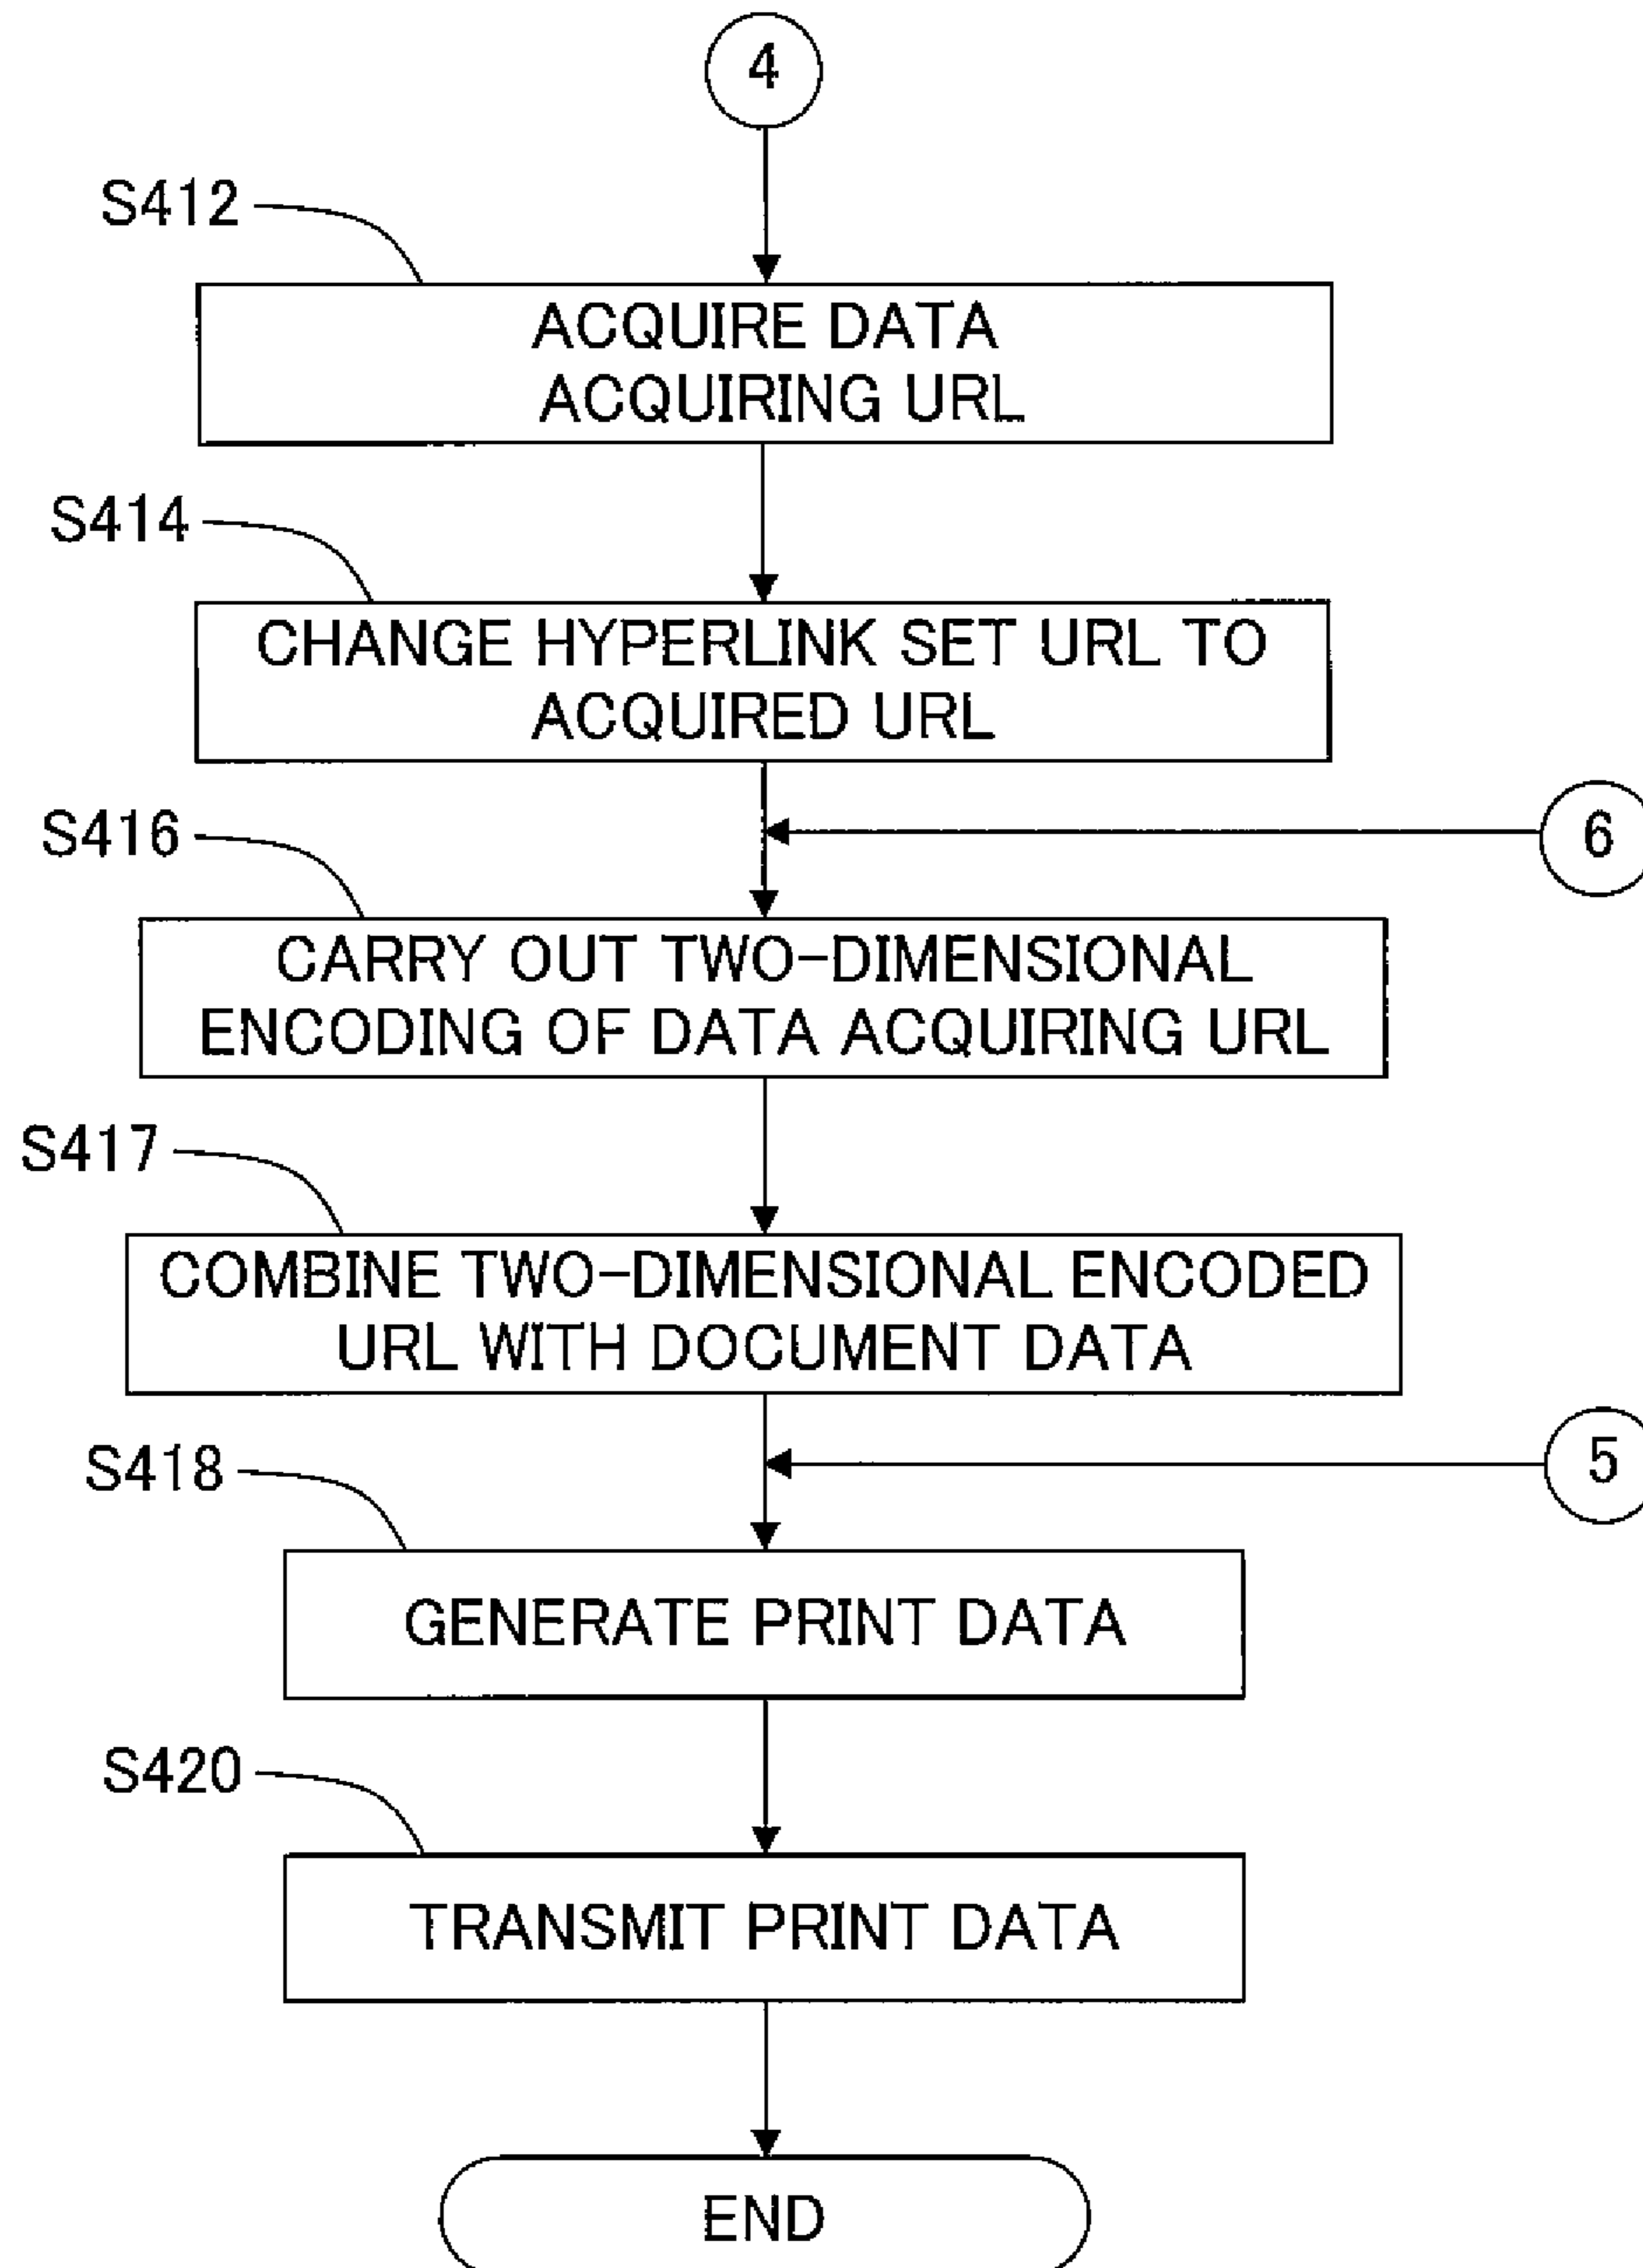 4
S412
ACQUIRE DATA
ACQUIRING URL
S414
CHANGE HYPERLINK SET URL TO
ACQUIRED URL
6
S416
CARRY OUT TWO-DIMENSIONAL
ENCODING OF DATA ACQUIRING URL
S417
COMBINE TWO-DIMENSIONAL ENCODED
URL WITH DOCUMENT DATA
5
S418
GENERATE PRINT DATA
S420
TRANSMIT PRINT DATA
END